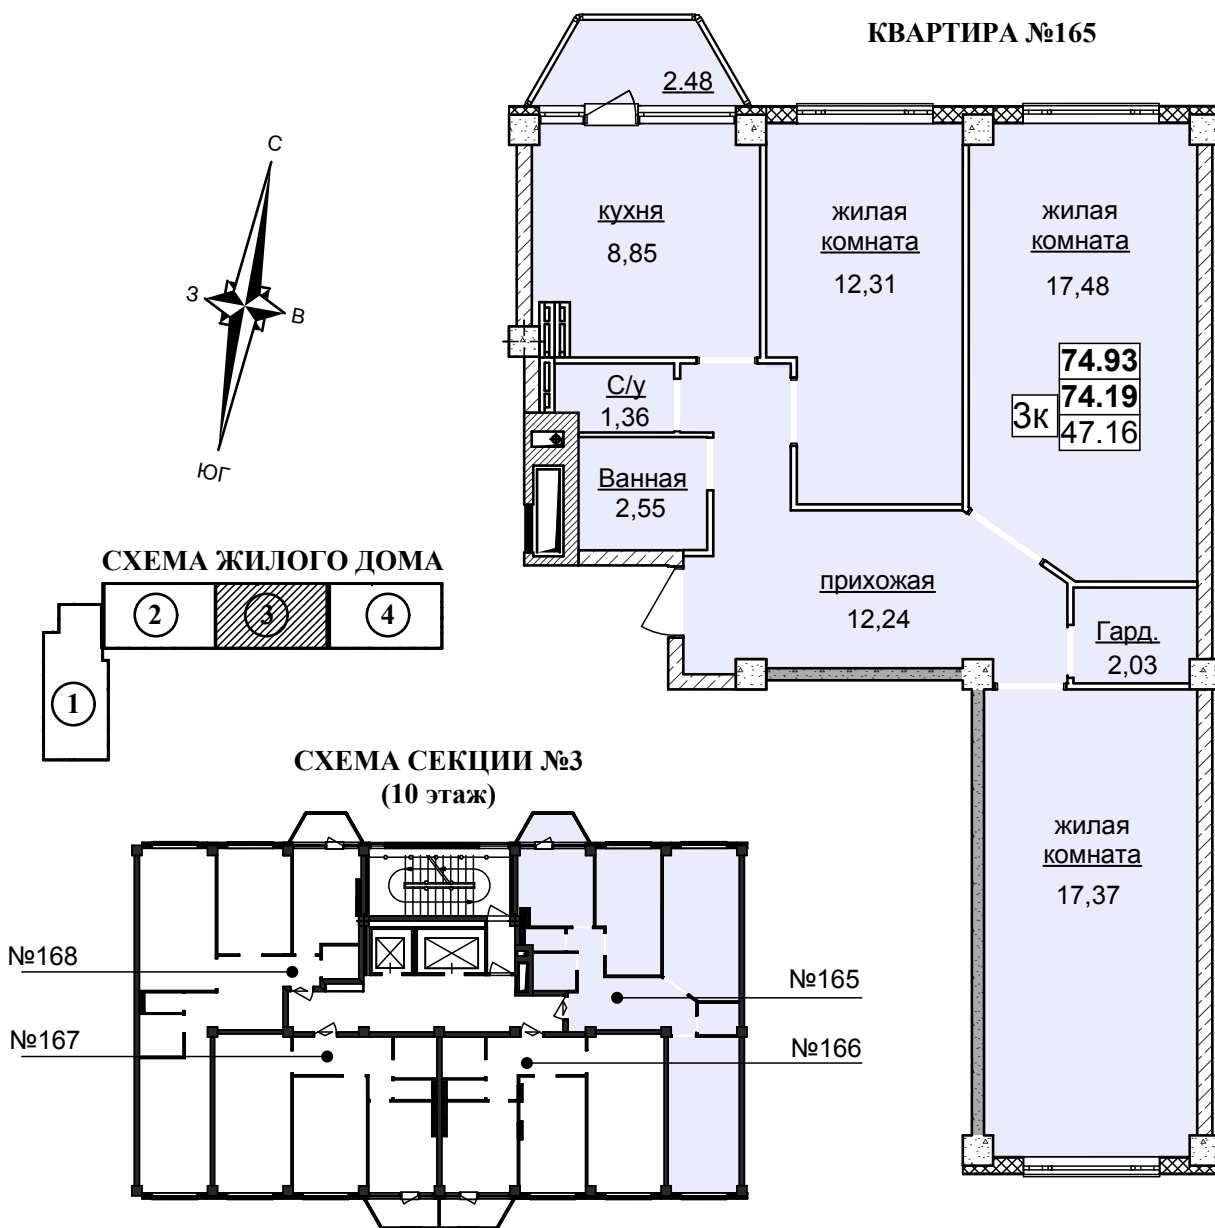 КВАРТИРА №165
2.48
кухня
8,85
жилая
комната
12,31
жилая
комната
17,48
74.93
74.19
3к
47.16
С/у
1,36
Ванная
2,55
прихожая
12,24
Гард.
2,03
жилая
комната
17,37
С
З
В
ЮГ
СХЕМА ЖИЛОГО ДОМА
2
3
4
1
СХЕМА СЕКЦИИ №3
(10 этаж)
№168
№165
№167
№166